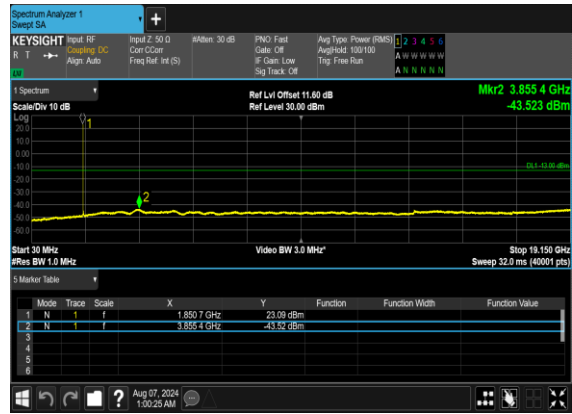 Spectrum Analyzer 1
Swept SA
+
KEYSIGHT Input: RF Input Z: 50 Ω #Atten: 30 dB PNO: Fast Avg Type: Power (RMS) 1 2 3 4 5 6
R T Coupling: DC Corr CCorr Gate: Off Avg|Hold: 100/100 A W W W W W
Align: Auto Freq Ref: Int (S) IF Gain: Low Trig: Free Run
Sig Track: Off A N N N N N
1 Spectrum Ref Lvl Offset 11.60 dB Mkr2 3.855 4 GHz
Scale/Div 10 dB Ref Level 30.00 dBm -43.523 dBm
Log
1
20.0
10.0
0.00
-10.0 DL1 -13.00 dBm
-20.0
-30.0
2
-40.0
-50.0
-60.0
Start 30 MHz Video BW 3.0 MHz* Stop 19.150 GHz
#Res BW 1.0 MHz Sweep 32.0 ms (40001 pts)
5 Marker Table
Mode Trace Scale X Y Function Function Width Function Value
1 N 1 f 1.850 7 GHz 23.09 dBm
2 N 1 f 3.855 4 GHz -43.52 dBm
3
4
5
6
? Aug 07, 2024
1:00:25 AM